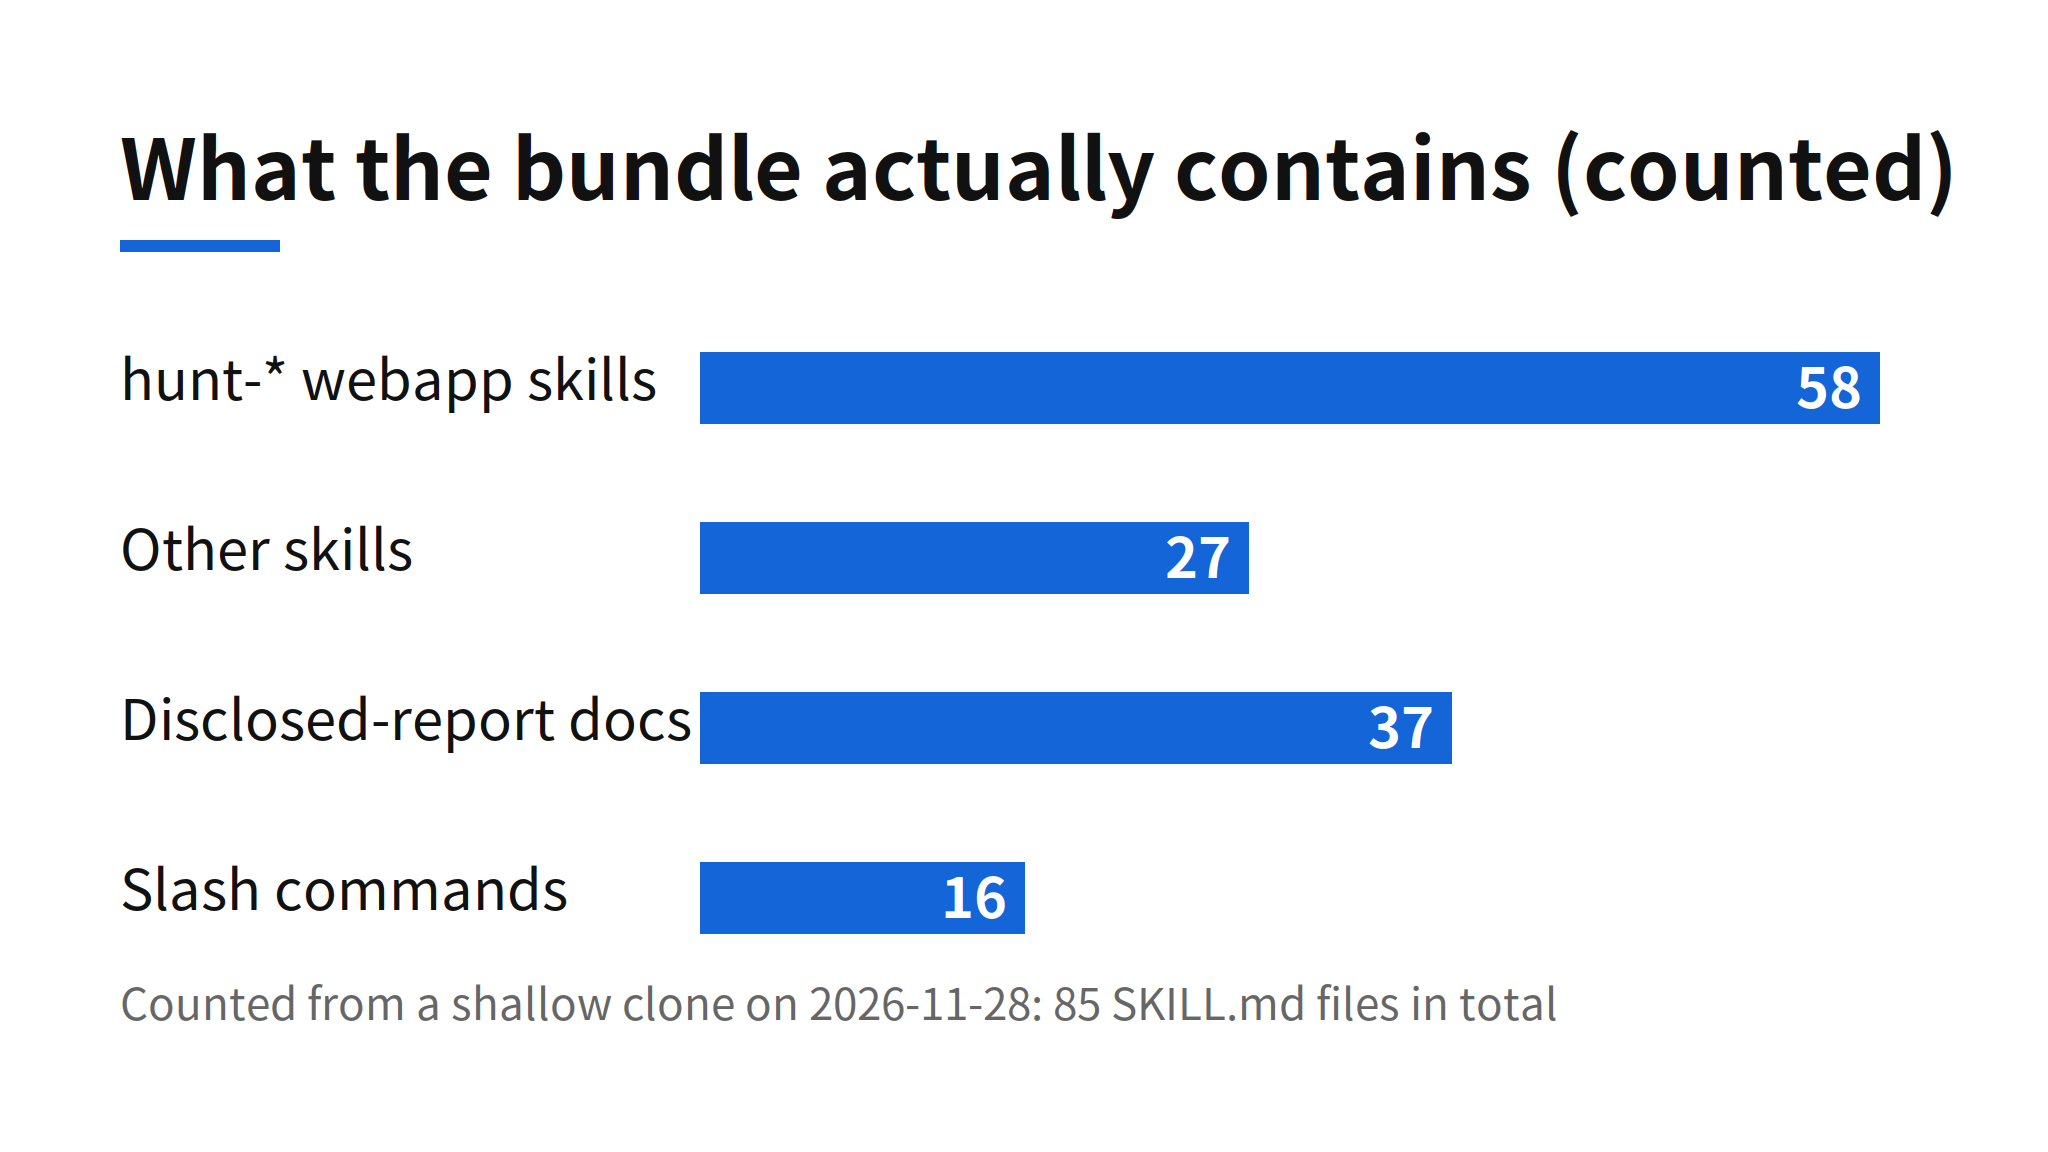 What the bundle actually contains (counted)
hunt-* webapp skills 58
Other skills 27
Disclosed-report docs 37
Slash commands 16
Counted from a shallow clone on 2026-11-28: 85 SKILL.md files in total